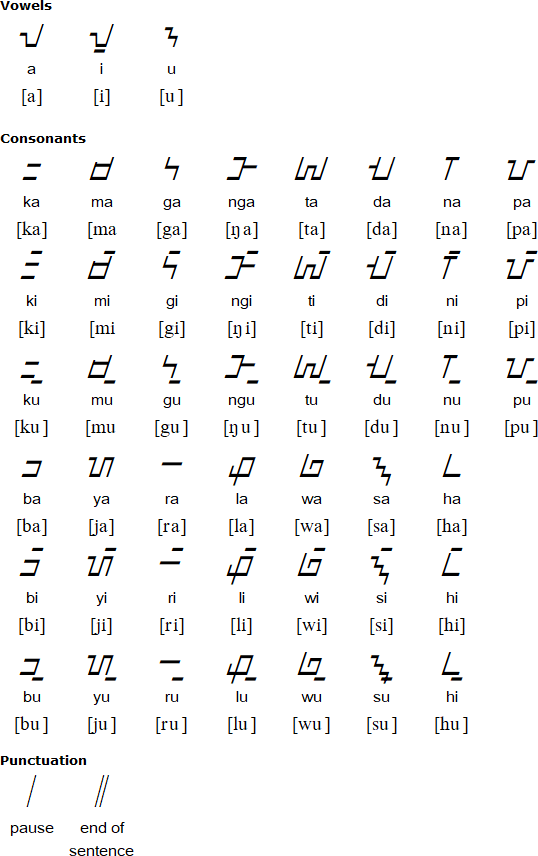 Vowels
ᝀ ᝁ ᝂ
a i u
[a] [i] [u]
Consonants
ᝃ ᝋ ᝄ ᝅ ᝆ ᝇ ᝈ ᝉ
ka ma ga nga ta da na pa
[ka] [ma [ga] [ŋa] [ta] [da] [na] [pa]
ᝃᝒ ᝋᝒ ᝄᝒ ᝅᝒ ᝆᝒ ᝇᝒ ᝈᝒ ᝉᝒ
ki mi gi ngi ti di ni pi
[ki] [mi [gi] [ŋi] [ti] [di] [ni] [pi]
ᝃᝓ ᝋᝓ ᝄᝓ ᝅᝓ ᝆᝓ ᝇᝓ ᝈᝓ ᝉᝓ
ku mu gu ngu tu du nu pu
[ku] [mu [gu] [ŋu] [tu] [du] [nu] [pu]
ᝊ ᝌ ᝍ ᝎ ᝏ ᝐ ᝑ
ba ya ra la wa sa ha
[ba] [ja] [ra] [la] [wa] [sa] [ha]
ᝊᝒ ᝌᝒ ᝍᝒ ᝎᝒ ᝏᝒ ᝐᝒ ᝑᝒ
bi yi ri li wi si hi
[bi] [ji] [ri] [li] [wi] [si] [hi]
ᝊᝓ ᝌᝓ ᝍᝓ ᝎᝓ ᝏᝓ ᝐᝓ ᝑᝓ
bu yu ru lu wu su hi
[bu] [ju] [ru] [lu] [wu] [su] [hu]
Punctuation
᜵ ᜶
pause end of
sentence